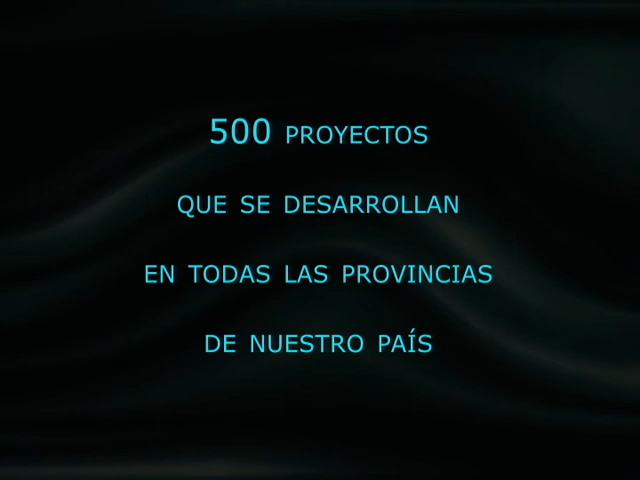 500 PROYECTOS
QUE SE DESARROLLAN
EN TODAS LAS PROVINCIAS
DE NUESTRO PAÍS